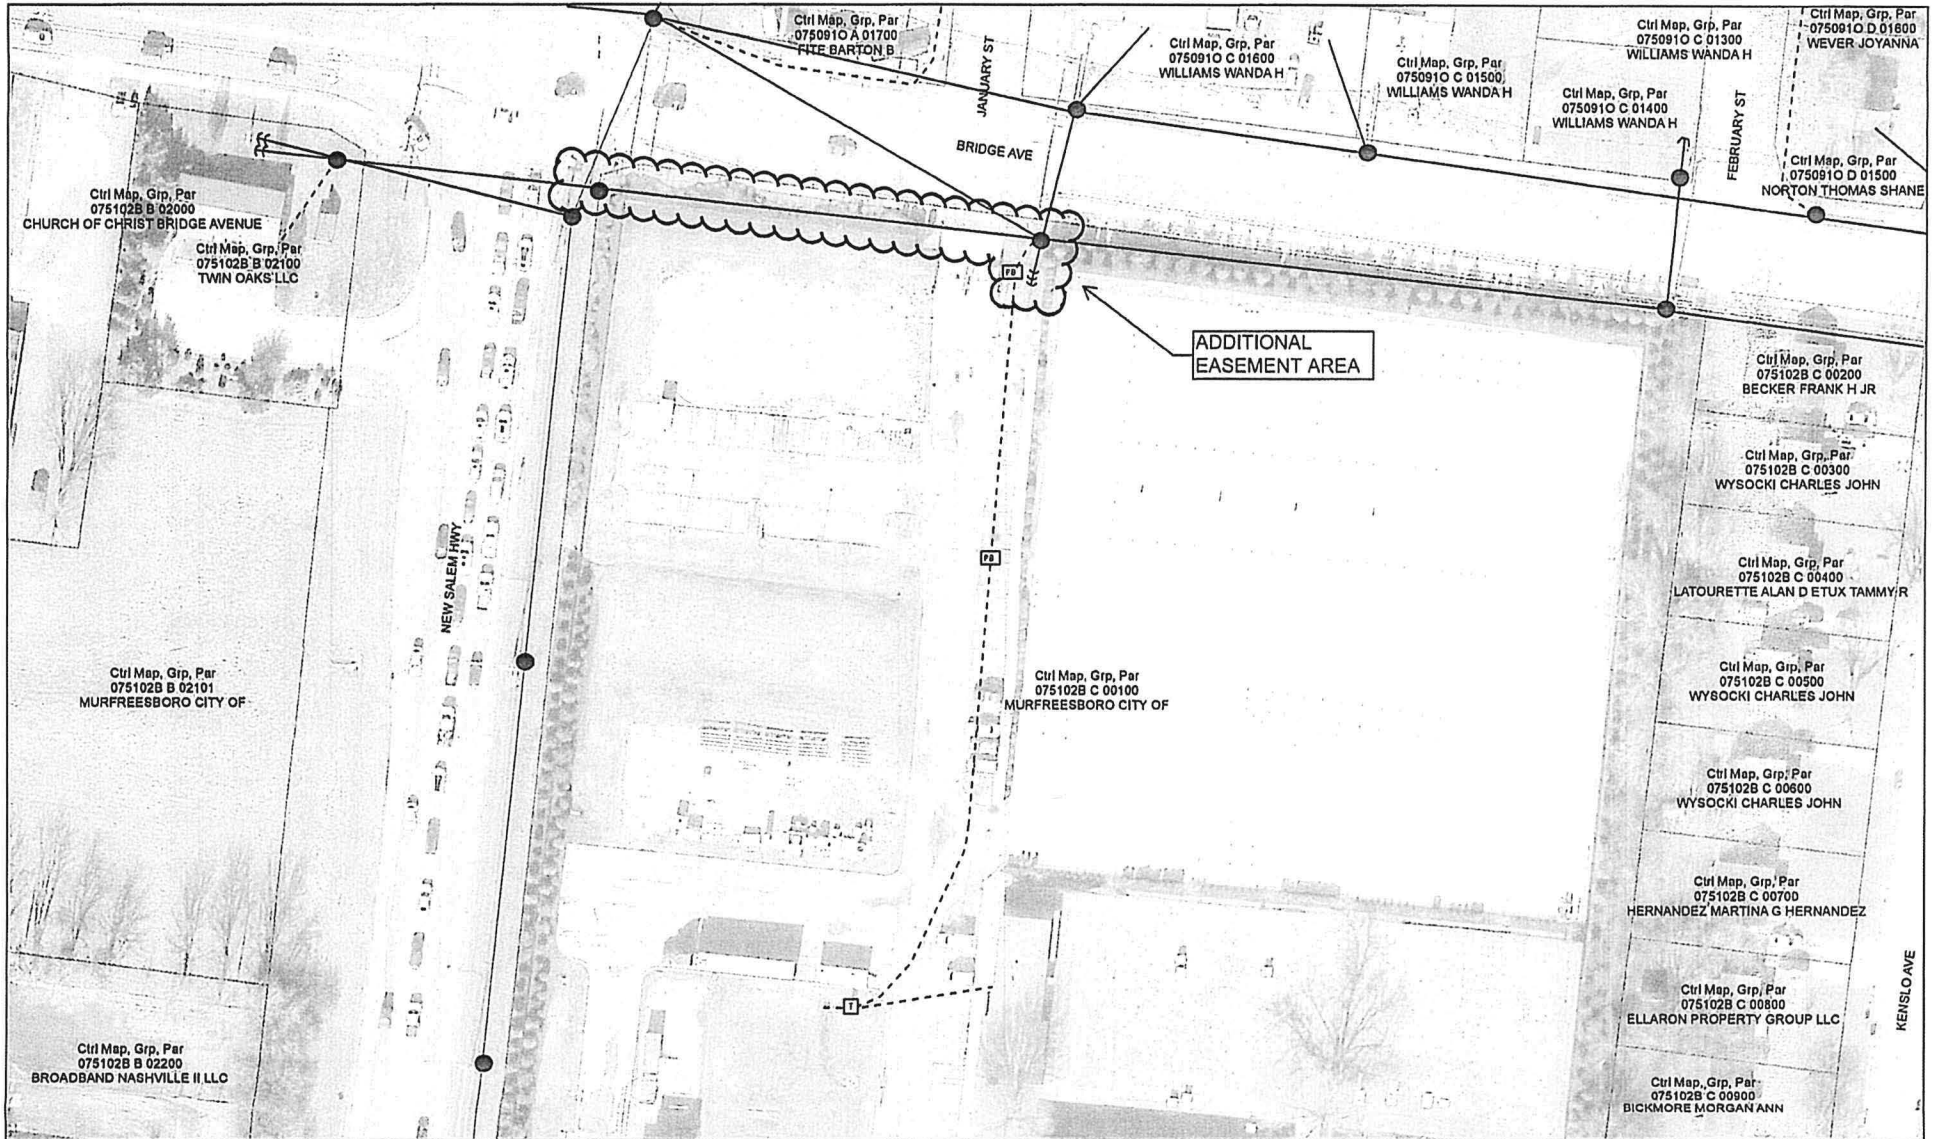 Ctrl Map, Grp, Par
075091O A 01700
FITE BARTON B
JANUARY ST
Ctrl Map, Grp, Par
075091O C 01600
WILLIAMS WANDA H
Ctrl Map, Grp, Par
075091O C 01500
WILLIAMS WANDA H
Ctrl Map, Grp, Par
075091O C 01300
WILLIAMS WANDA H
Ctrl Map, Grp, Par
075091O C 01400
WILLIAMS WANDA H
FEBRUARY ST
Ctrl Map, Grp, Par
075091O D 01600
WEVER JOYANNA
Ctrl Map, Grp, Par
075091O D 01500
NORTON THOMAS SHANE
BRIDGE AVE
Ctrl Map, Grp, Par
075102B B 02000
CHURCH OF CHRIST BRIDGE AVENUE
Ctrl Map, Grp, Par
075102B B 02100
TWIN OAKS LLC
PB
ADDITIONAL
EASEMENT AREA
Ctrl Map, Grp, Par
075102B C 00200
BECKER FRANK H JR
Ctrl Map, Grp, Par
075102B C 00300
WYSOCKI CHARLES JOHN
NEW SALEM HWY
PB
Ctrl Map, Grp, Par
075102B C 00400
LATOURETTE ALAN D ETUX TAMMY R
Ctrl Map, Grp, Par
075102B B 02101
MURFREESBORO CITY OF
Ctrl Map, Grp, Par
075102B C 00100
MURFREESBORO CITY OF
Ctrl Map, Grp, Par
075102B C 00500
WYSOCKI CHARLES JOHN
Ctrl Map, Grp, Par
075102B C 00600
WYSOCKI CHARLES JOHN
Ctrl Map, Grp, Par
075102B C 00700
HERNANDEZ MARTINA G HERNANDEZ
KENSLO AVE
T
Ctrl Map, Grp, Par
075102B C 00800
ELLARON PROPERTY GROUP LLC
Ctrl Map, Grp, Par
075102B B 02200
BROADBAND NASHVILLE II LLC
Ctrl Map, Grp, Par
075102B C 00900
BICKMORE MORGAN ANN